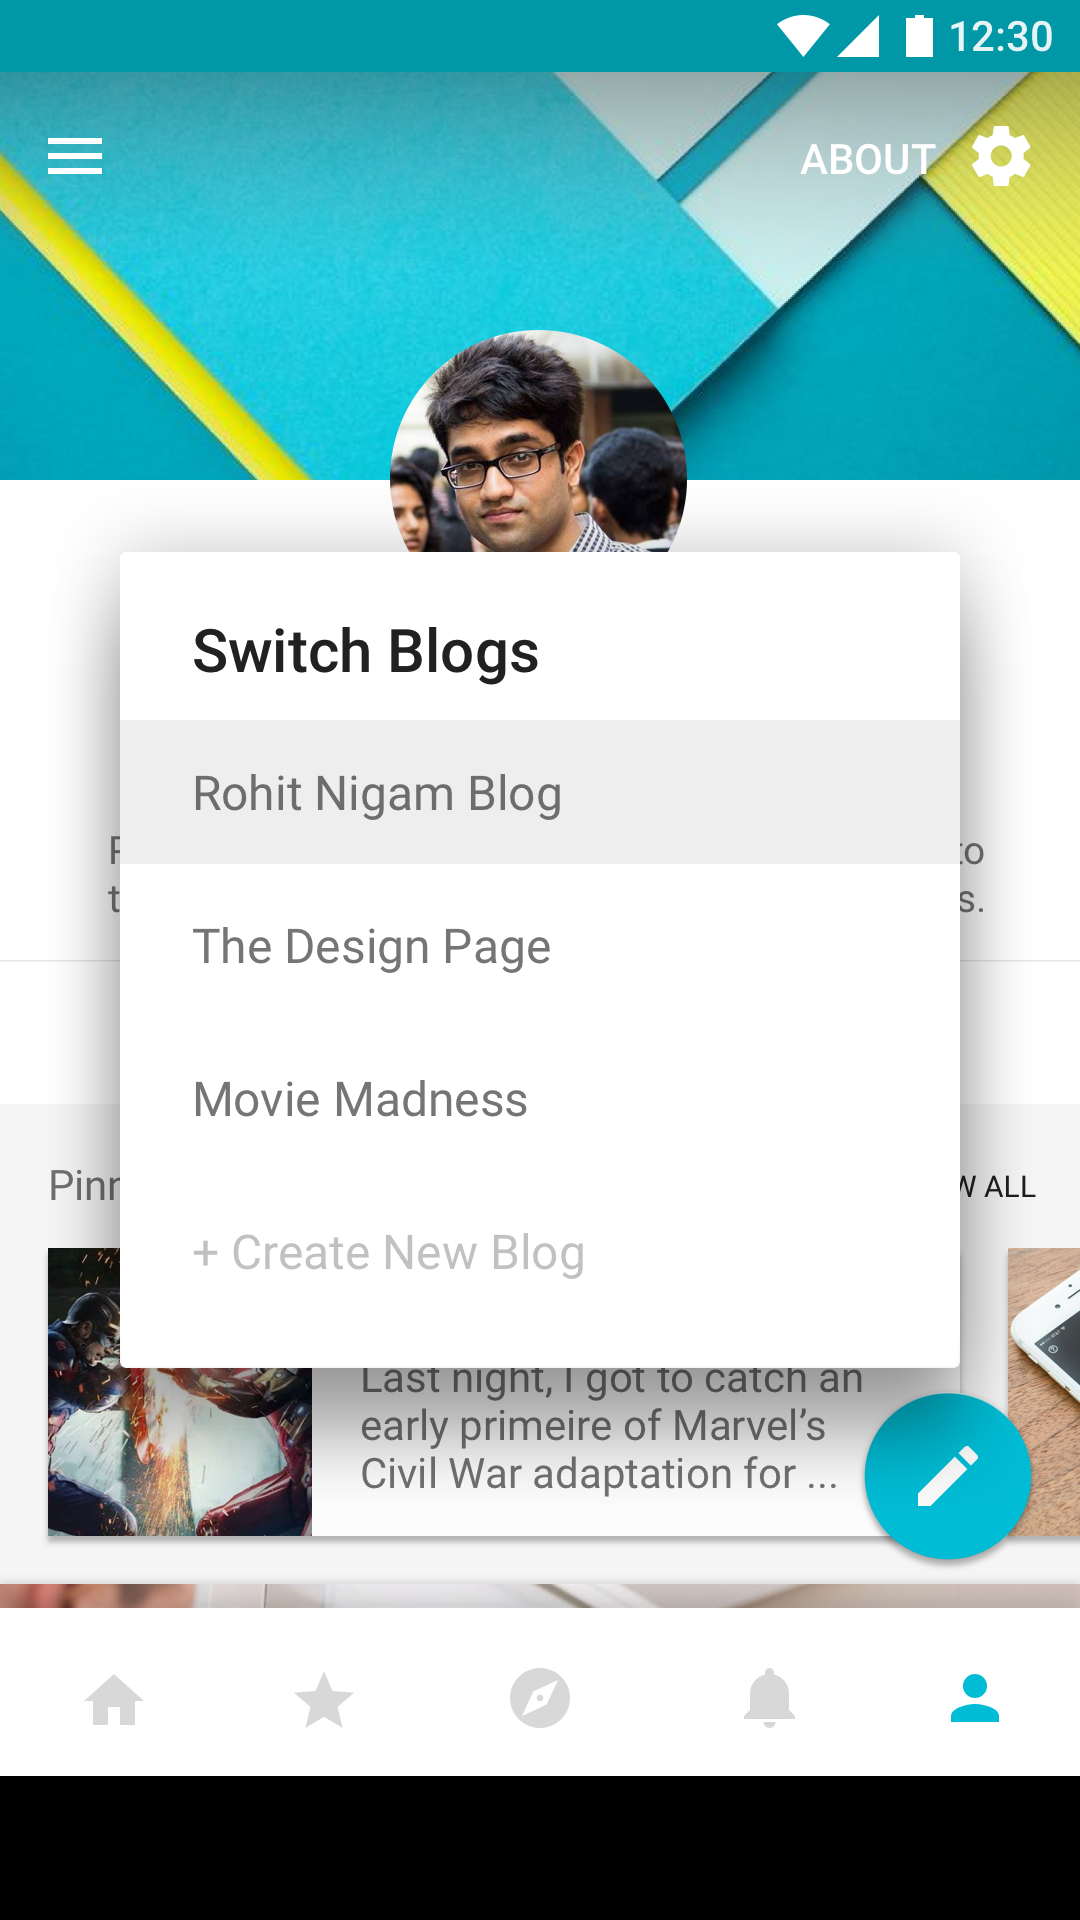 12:30
ABOUT
Switch Blogs
Rohit Nigam Blog
to
The Design Page
Movie Madness
ALL
+ Create New Blog
Last night, I got to catch an
early primeire of Marvel’s
Civil War adaptation for ...